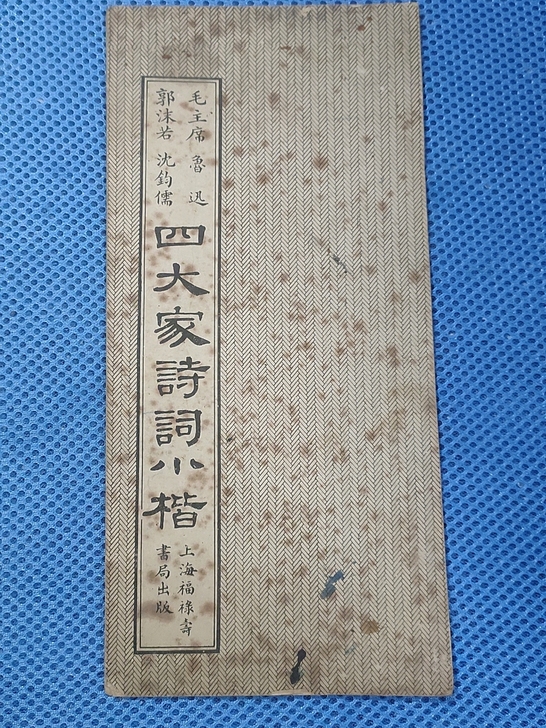 毛主席 魯迅
郭沫若 沈鈞儒
四大家詩詞小楷
上海福祿壽
書局出版